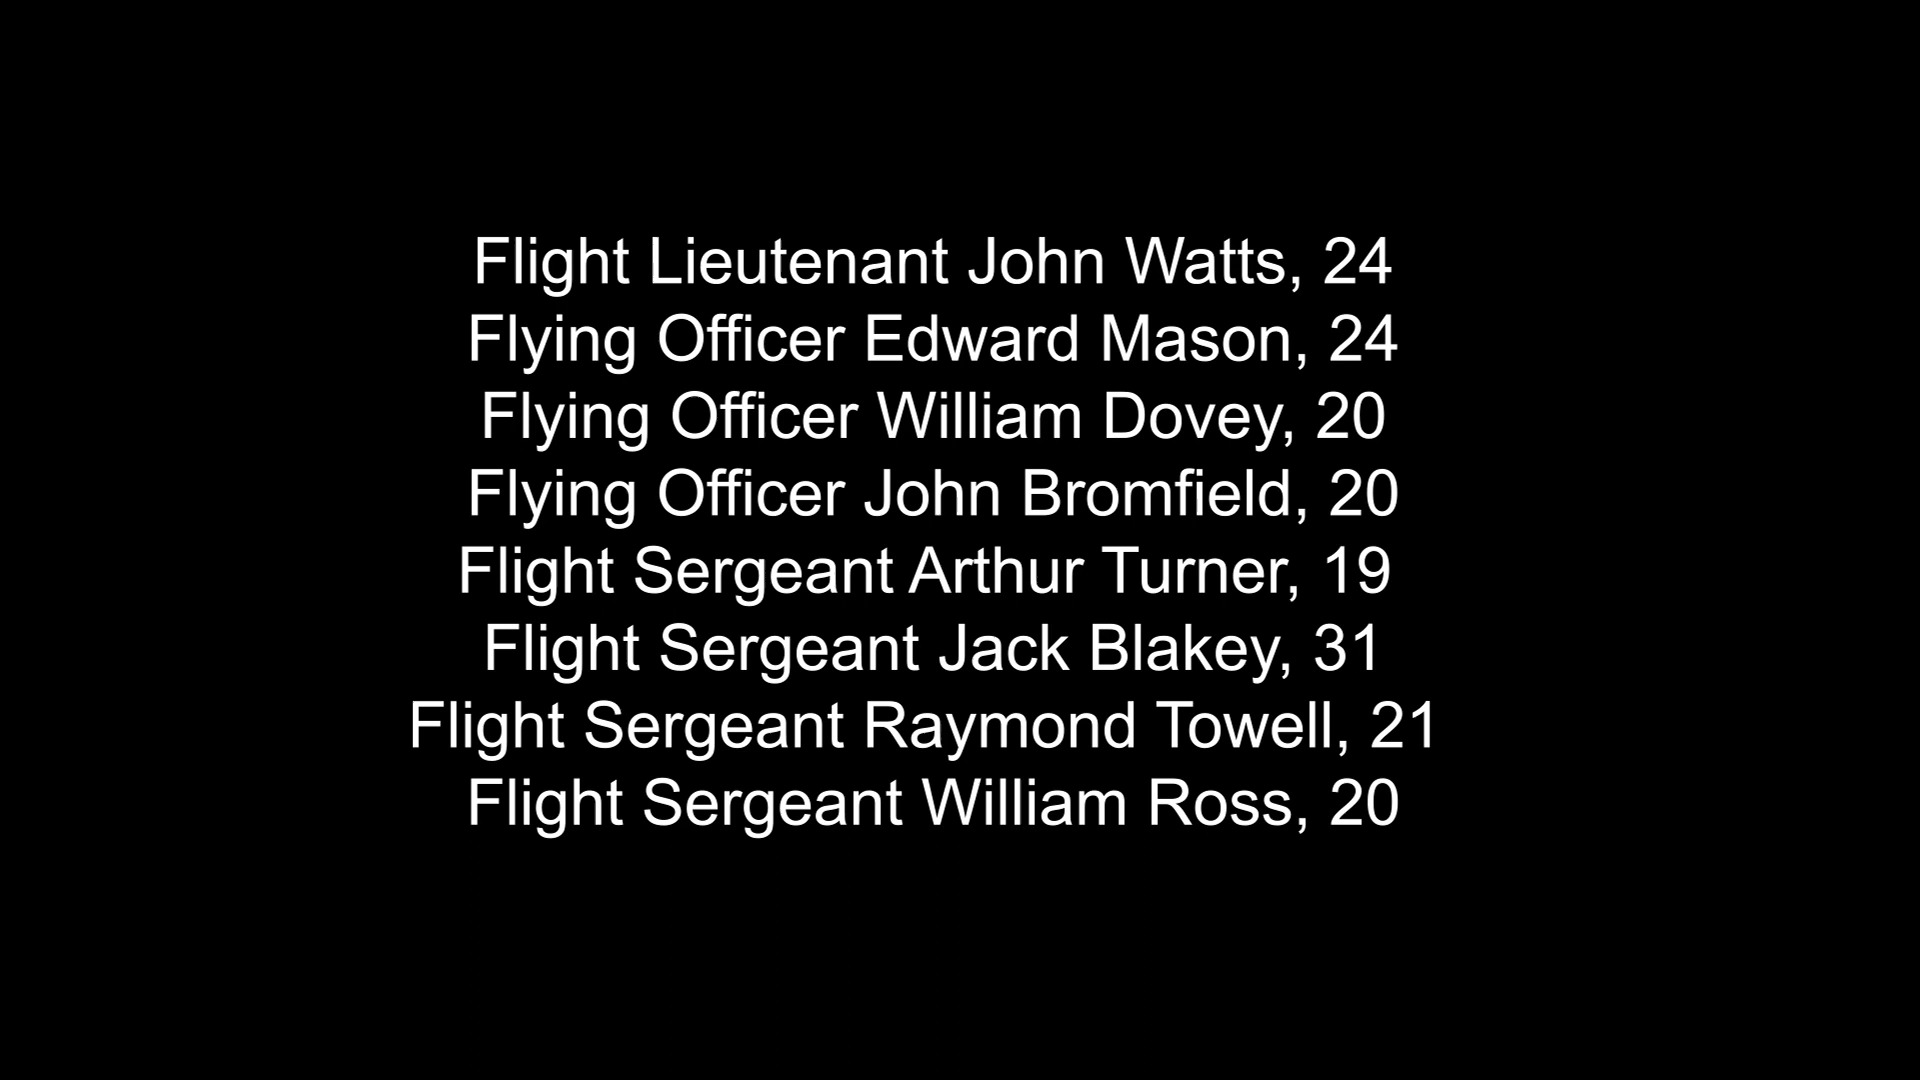 Flight Lieutenant John Watts, 24
Flying Officer Edward Mason, 24
Flying Officer William Dovey, 20
Flying Officer John Bromfield, 20
Flight Sergeant Arthur Turner, 19
Flight Sergeant Jack Blakey, 31
Flight Sergeant Raymond Towell, 21
Flight Sergeant William Ross, 20